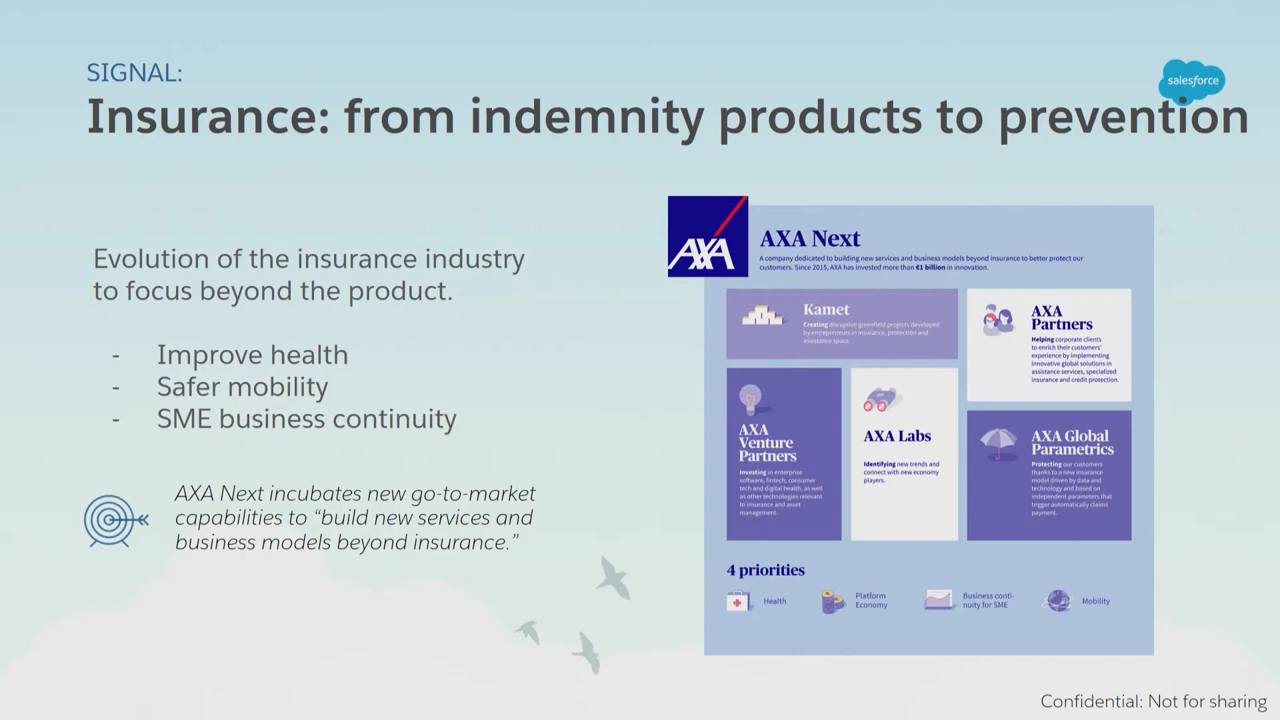 SIGNAL:
salesforce
Insurance: from indemnity products to prevention
Evolution of the insurance industry
to focus beyond the product.
- Improve health
- Safer mobility
- SME business continuity
AXA Next incubates new go-to-market
capabilities to “build new services and
business models beyond insurance.”
AXA
AXA Next
A company dedicated to building new services and business models beyond insurance to better protect our
customers. Since 2015, AXA has invested more than €1 billion in innovation.
Kamet
Creating disruptive greenfield projects developed
by entrepreneurs in insurance, protection and
assistance space.
AXA
Partners
Helping corporate clients
to enrich their customers'
experience by implementing
innovative global solutions in
assistance services, specialized
insurance and credit protection.
AXA
Venture
Partners
Investing in enterprise
software, fintech, consumer
tech and digital health, as well
as other technologies relevant
to insurance and asset
management.
AXA Labs
Identifying new trends and
connect with new economy
players.
AXA Global
Parametrics
Protecting our customers
thanks to a new insurance
model driven by data and
technology and based on
independent parameters that
trigger automatically claims
payment.
4 priorities
Health
Platform
Economy
Business conti-
nuity for SME
Mobility
Confidential: Not for sharing